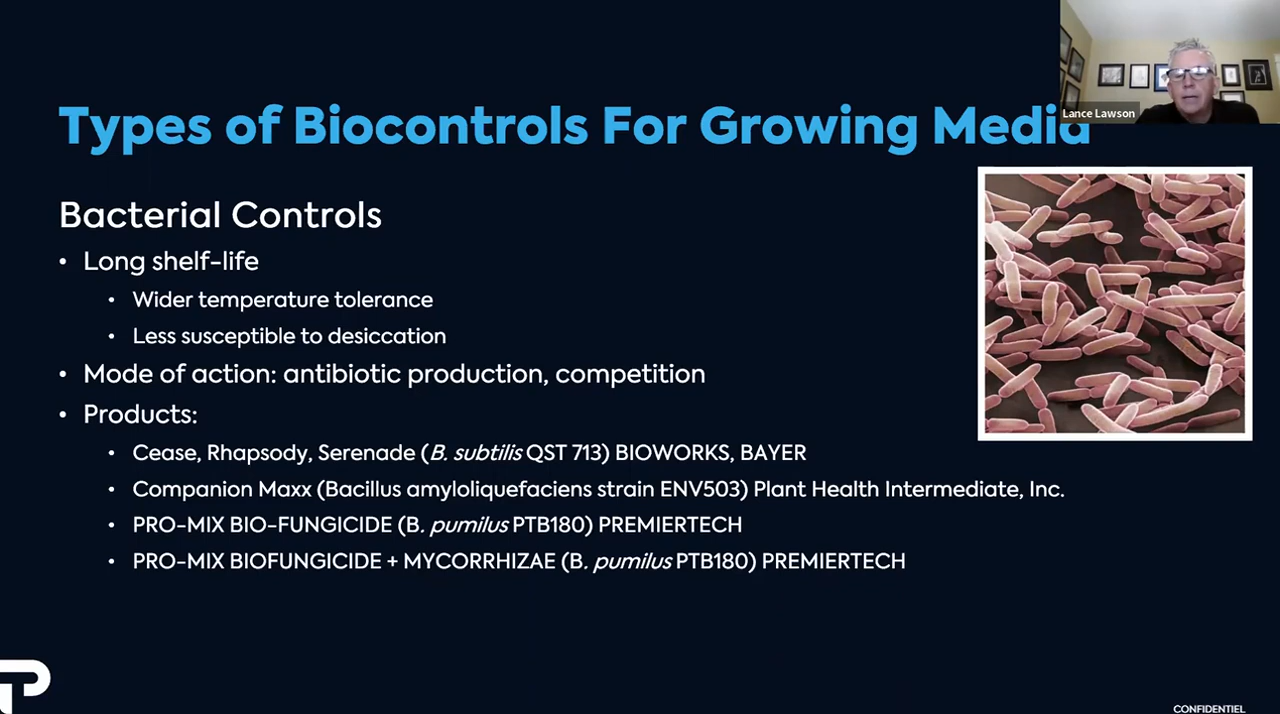 Lance Lawson
Types of Biocontrols For Growing Media
Bacterial Controls
• Long shelf-life
• Wider temperature tolerance
• Less susceptible to desiccation
• Mode of action: antibiotic production, competition
• Products:
• Cease, Rhapsody, Serenade (B. subtilis QST 713) BIOWORKS, BAYER
• Companion Maxx (Bacillus amyloliquefaciens strain ENV503) Plant Health Intermediate, Inc.
• PRO-MIX BIO-FUNGICIDE (B. pumilus PTB180) PREMIERTECH
• PRO-MIX BIOFUNGICIDE + MYCORRHIZAE (B. pumilus PTB180) PREMIERTECH
CONFIDENTIEL